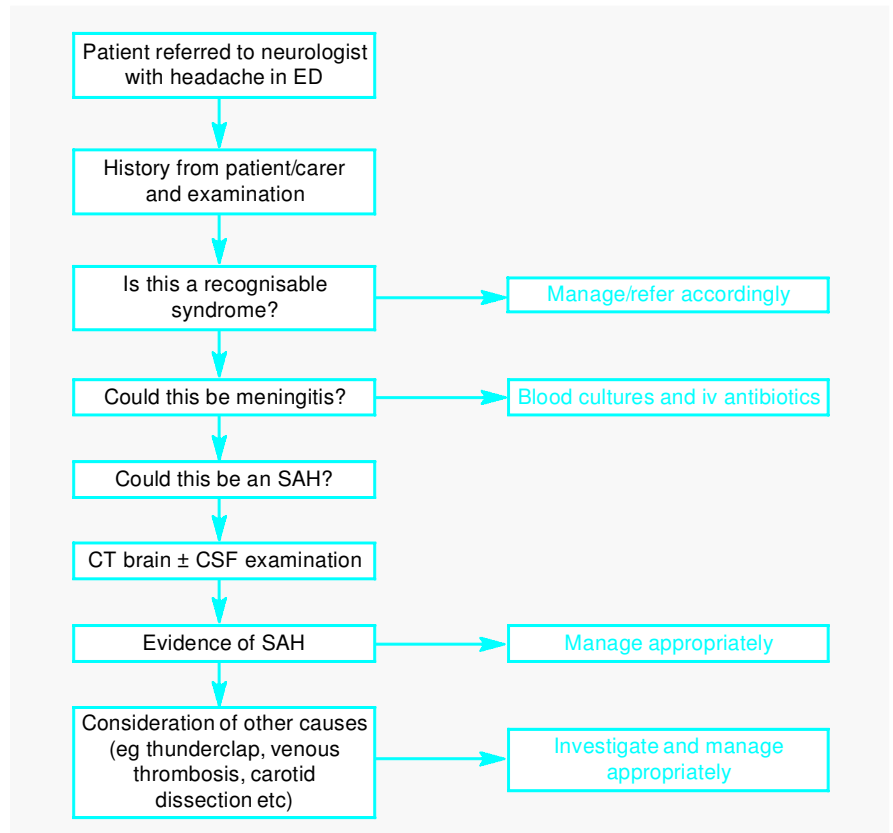 Patient referred to neurologist
with headache in ED
History from patient/carer
and examination
Is this a recognisable
syndrome?
Manage/refer accordingly
Could this be meningitis?
Blood cultures and iv antibiotics
Could this be an SAH?
CT brain ± CSF examination
Evidence of SAH
Manage appropriately
Consideration of other causes
(eg thunderclap, venous
thrombosis, carotid
dissection etc)
Investigate and manage
appropriately